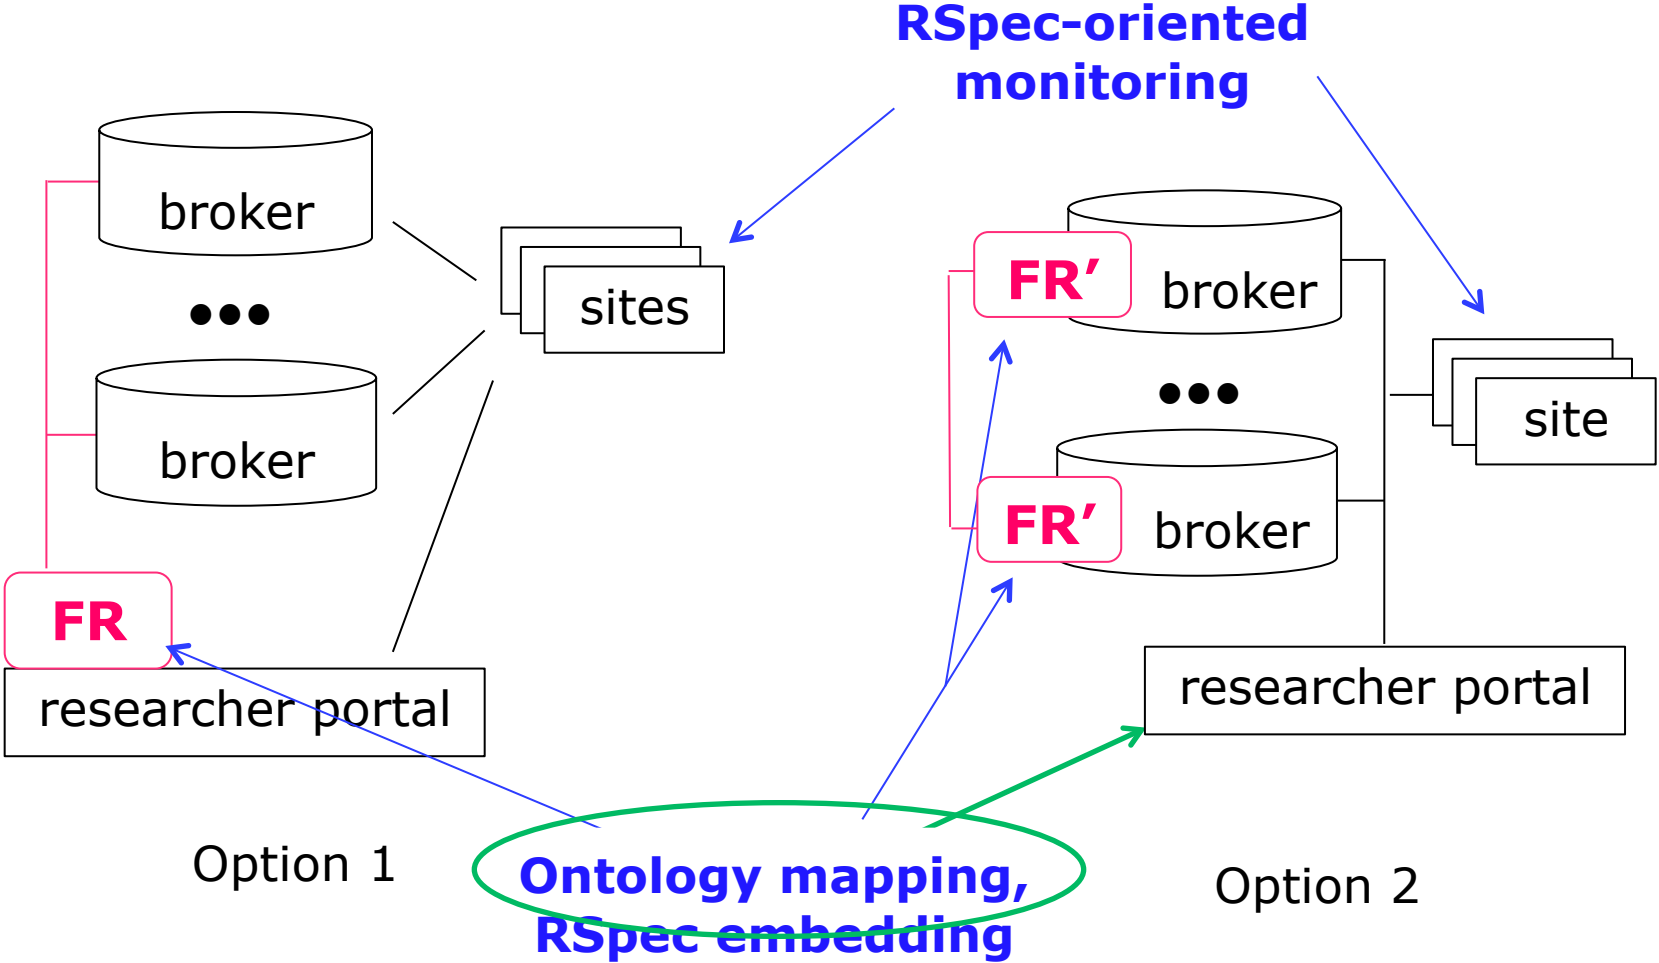 RSpec-oriented
monitoring
broker
•••
broker
sites
FR
researcher portal
Option 1
FR’
broker
•••
FR’
broker
site
researcher portal
Option 2
Ontology mapping,
RSpec embedding